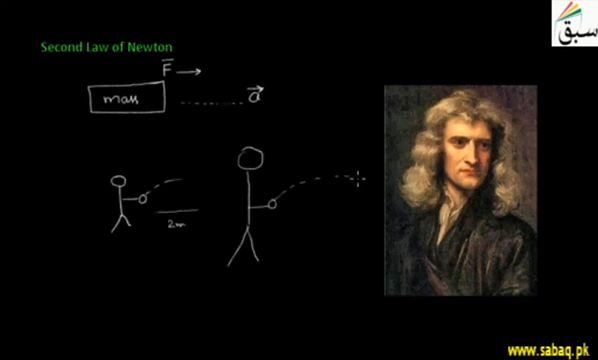 سبق
Second Law of Newton
F
mass
a
2m
www.sabaq.pk